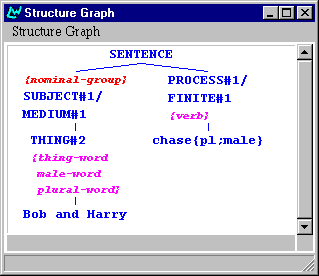 Structure Graph
Structure Graph
SENTENCE
{nominal-group} PROCESS#1/
SUBJECT#1/ FINITE#1
MEDIUM#1 {verb}
THING#2 chase{pl;male}
{thing-word
male-word
plural-word}
Bob and Harry